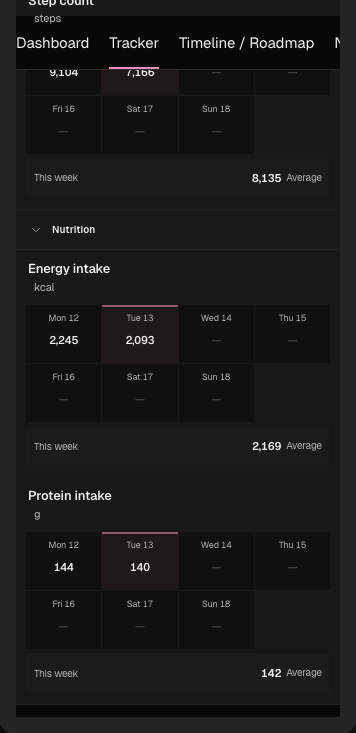 Step count
steps
Dashboard Tracker Timeline / Roadmap
9,104 7,166 — —
Fri 16 Sat 17 Sun 18
— — —
This week 8,135 Average
Nutrition
Energy intake
kcal
Mon 12 Tue 13 Wed 14 Thu 15
2,245 2,093 — —
Fri 16 Sat 17 Sun 18
— — —
This week 2,169 Average
Protein intake
g
Mon 12 Tue 13 Wed 14 Thu 15
144 140 — —
Fri 16 Sat 17 Sun 18
— — —
This week 142 Average